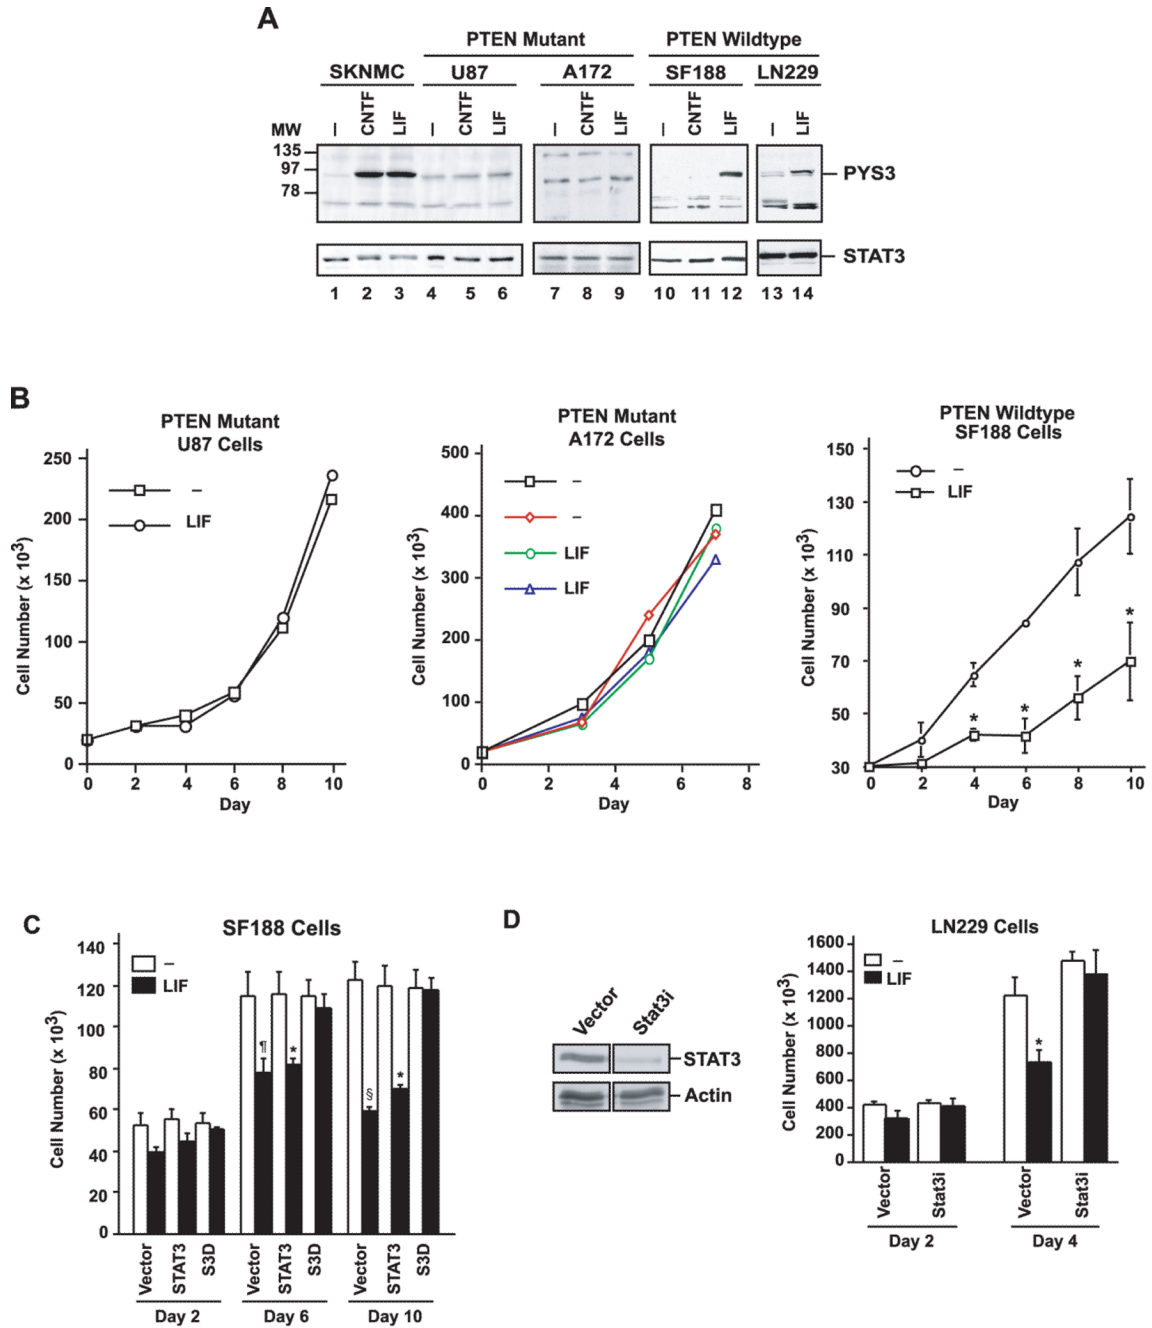 A
PTEN Mutant PTEN Wildtype
SKNMC U87 A172 SF188 LN229
MW – CNTF LIF – CNTF LIF – CNTF LIF – CNTF LIF – LIF
135
97
78
PYS3
STAT3
1 2 3 4 5 6 7 8 9 10 11 12 13 14
B
PTEN Mutant
U87 Cells
Cell Number (x 10³)
250
200
150
100
50
0
–
LIF
0 2 4 6 8 10
Day
PTEN Mutant
A172 Cells
Cell Number (x 10³)
500
400
300
200
100
0
–
–
LIF
LIF
0 2 4 6 8
Day
PTEN Wildtype
SF188 Cells
Cell Number (x 10³)
150
130
110
90
70
50
30
–
LIF
* * * *
0 2 4 6 8 10
Day
C
SF188 Cells
Cell Number (x 10³)
140
120
100
80
60
40
20
0
–
LIF
¶ * § *
Vector STAT3 S3D Vector STAT3 S3D Vector STAT3 S3D
Day 2 Day 6 Day 10
D
Vector Stat3i
STAT3
Actin
LN229 Cells
Cell Number (x 10³)
1600
1400
1200
1000
800
600
400
200
0
–
LIF
*
Vector Stat3i Vector Stat3i
Day 2 Day 4